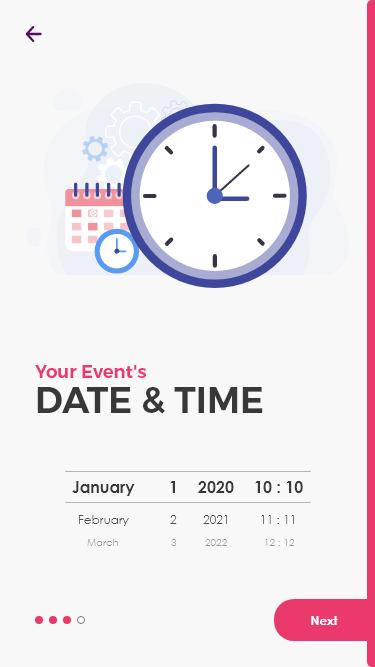 Your Event's
DATE & TIME
January 1 2020 10 : 10
February 2 2021 11 : 11
March 3 2022 12 : 12
Next